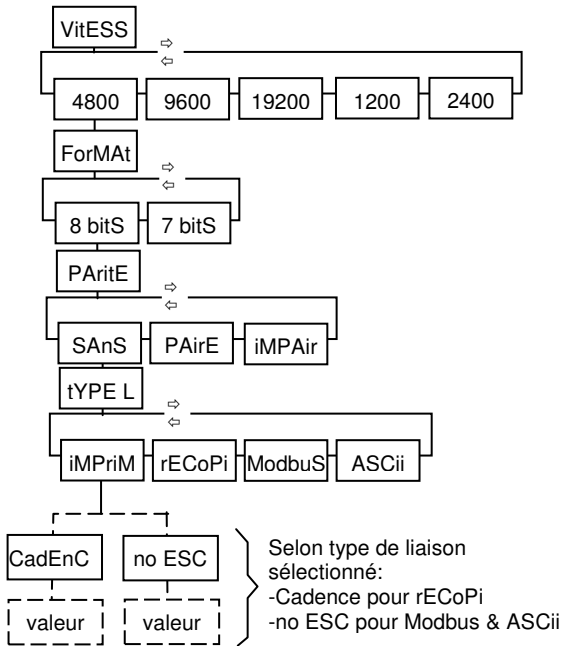 VitESS
⇨
⇦
4800 9600 19200 1200 2400
ForMAt
⇨
⇦
8 bitS 7 bitS
PAritE
⇨
⇦
SAnS PAirE iMPAir
tYPE L
⇨
⇦
iMPriM rECoPi ModbuS ASCii
CadEnC no ESC
valeur valeur
Selon type de liaison
sélectionné:
-Cadence pour rECoPi
-no ESC pour Modbus & ASCii